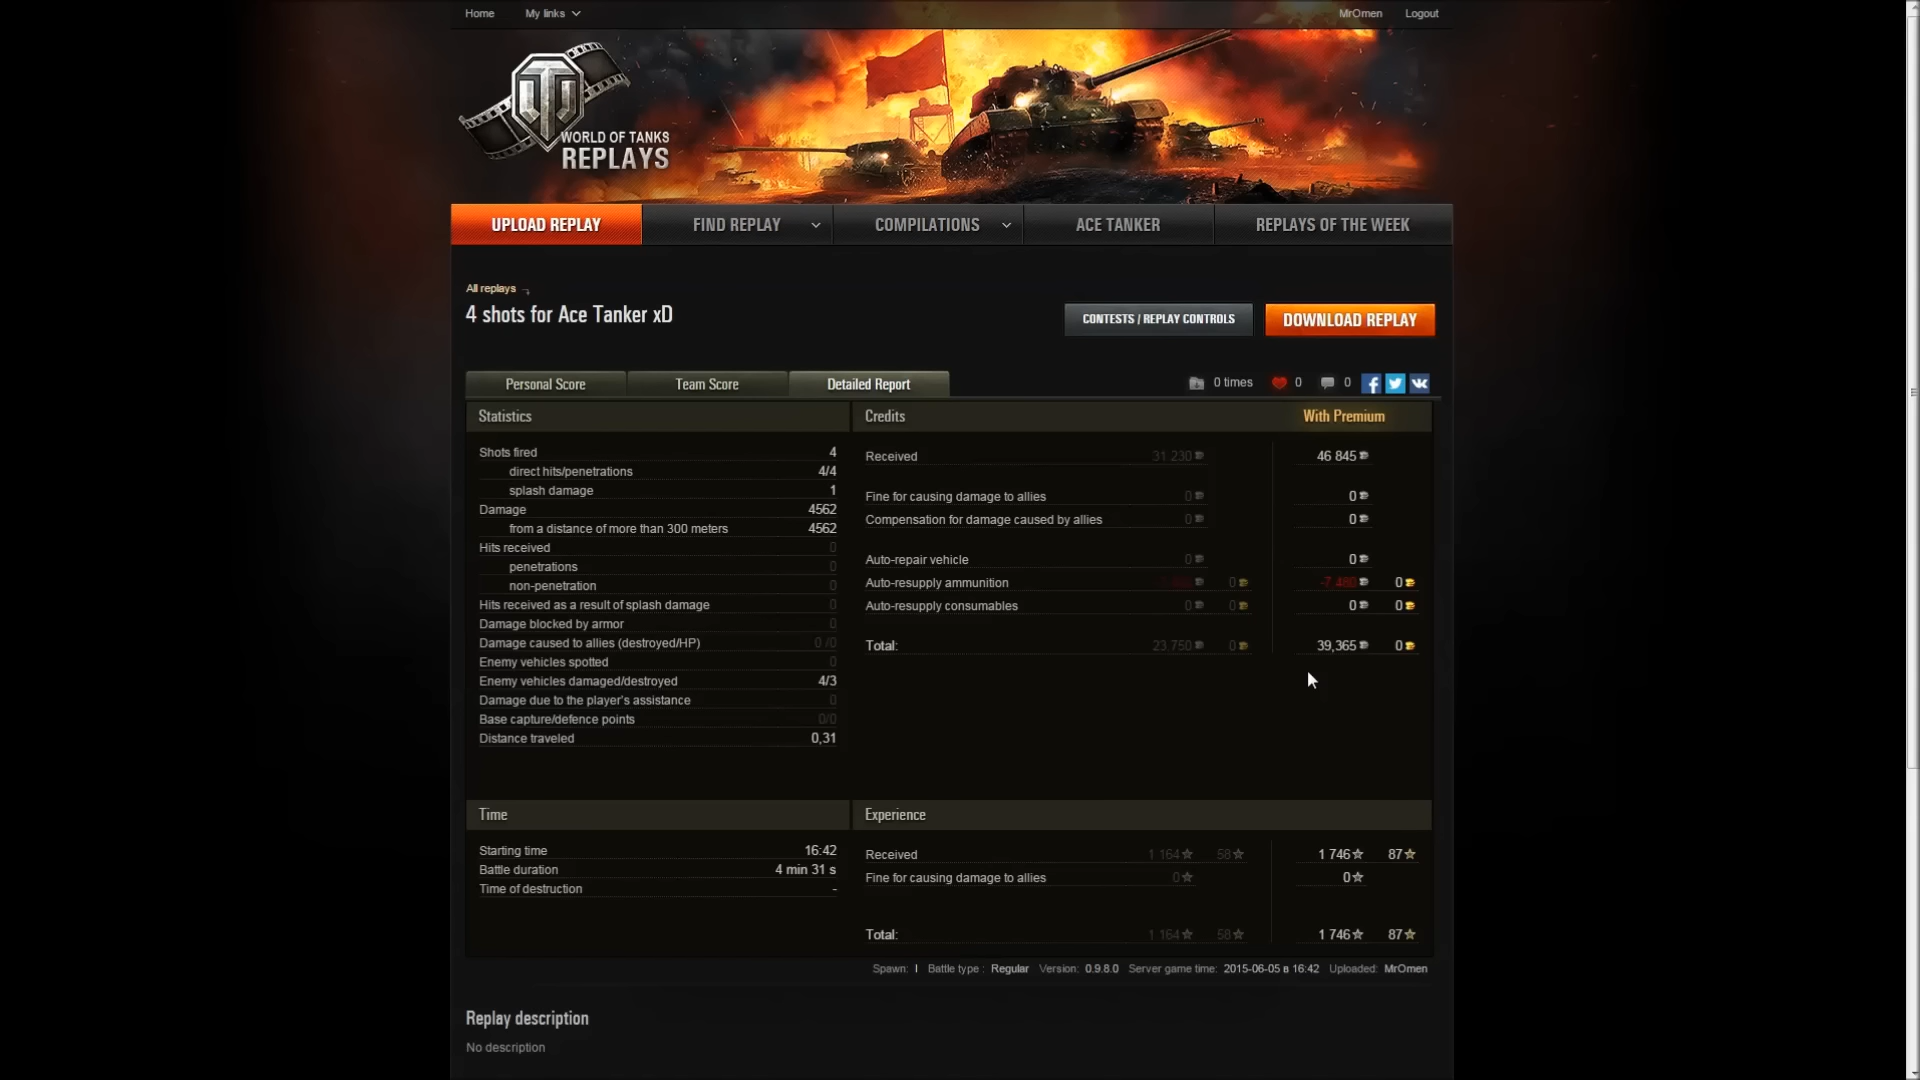 Home My links MrOmen Logout
WORLD OF TANKS
REPLAYS
UPLOAD REPLAY FIND REPLAY COMPILATIONS ACE TANKER REPLAYS OF THE WEEK
All replays
4 shots for Ace Tanker xD
CONTESTS / REPLAY CONTROLS DOWNLOAD REPLAY
Personal Score Team Score Detailed Report 0 times 0 0
Statistics Credits With Premium
Shots fired 4
direct hits/penetrations 4/4
splash damage 1
Damage 4562
from a distance of more than 300 meters 4562
Hits received 0
penetrations 0
non-penetration 0
Hits received as a result of splash damage 0
Damage blocked by armor 0
Damage caused to allies (destroyed/HP) 0 /0
Enemy vehicles spotted 0
Enemy vehicles damaged/destroyed 4/3
Damage due to the player's assistance 0
Base capture/defence points 0/0
Distance traveled 0,31
Received 31 230 46 845
Fine for causing damage to allies 0 0
Compensation for damage caused by allies 0 0
Auto-repair vehicle 0 0
Auto-resupply ammunition 0 -7 480 0
Auto-resupply consumables 0 0 0 0
Total: 23 750 0 39,365 0
Time Experience
Starting time 16:42
Battle duration 4 min 31 s
Time of destruction -
Received 1 164 58 1 746 87
Fine for causing damage to allies 0 0
Total: 1 164 58 1 746 87
Spawn: I Battle type : Regular Version: 0.9.8.0 Server game time: 2015-06-05 в 16:42 Uploaded: MrOmen
Replay description
No description